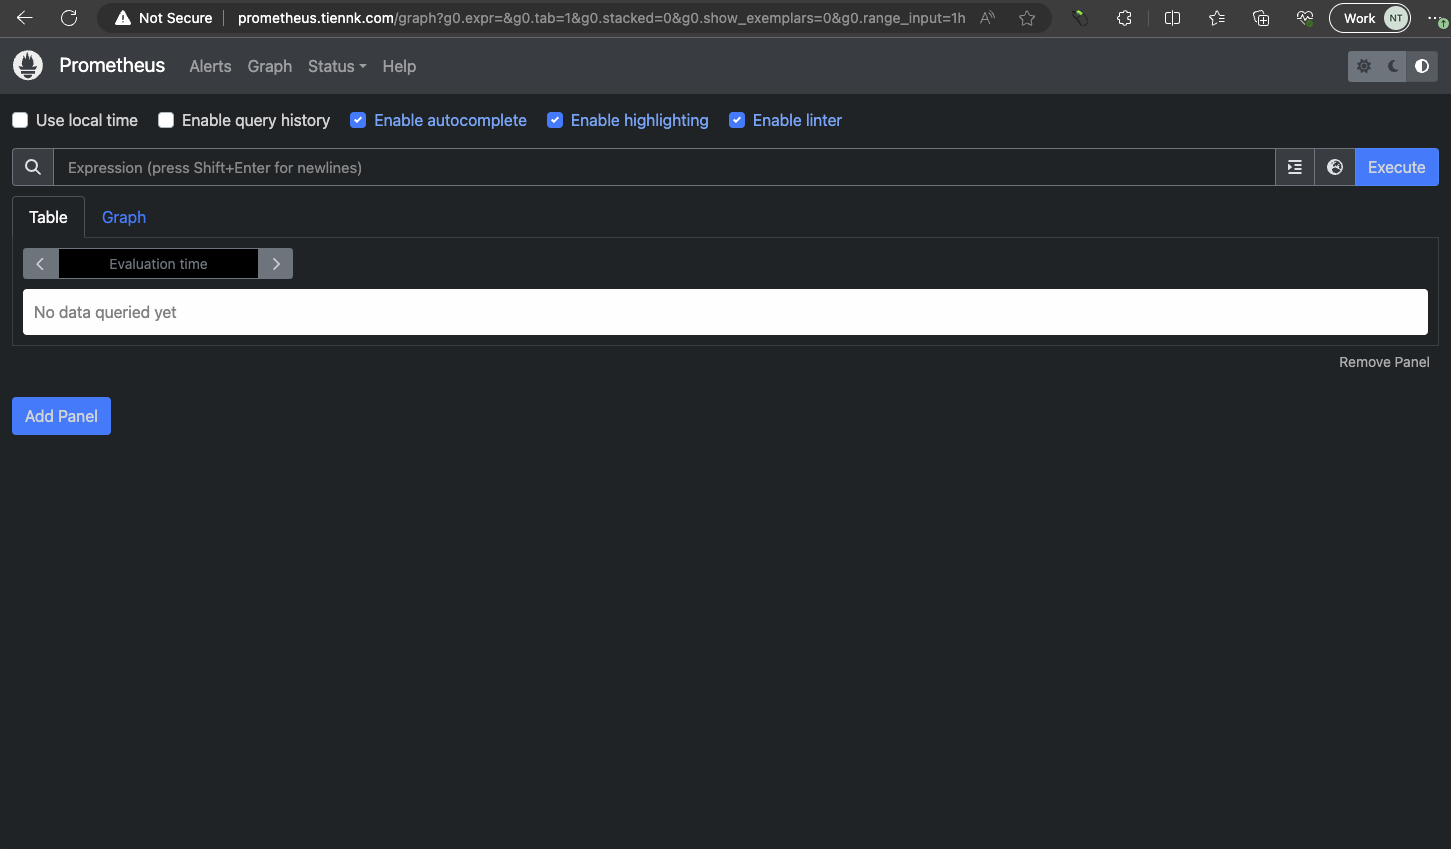 Not Secure prometheus.tiennk.com/graph?g0.expr=&g0.tab=1&g0.stacked=0&g0.show_exemplars=0&g0.range_input=1h A Work NT
Prometheus Alerts Graph Status Help
Use local time Enable query history Enable autocomplete Enable highlighting Enable linter
Expression (press Shift+Enter for newlines) Execute
Table Graph
Evaluation time
No data queried yet
Remove Panel
Add Panel